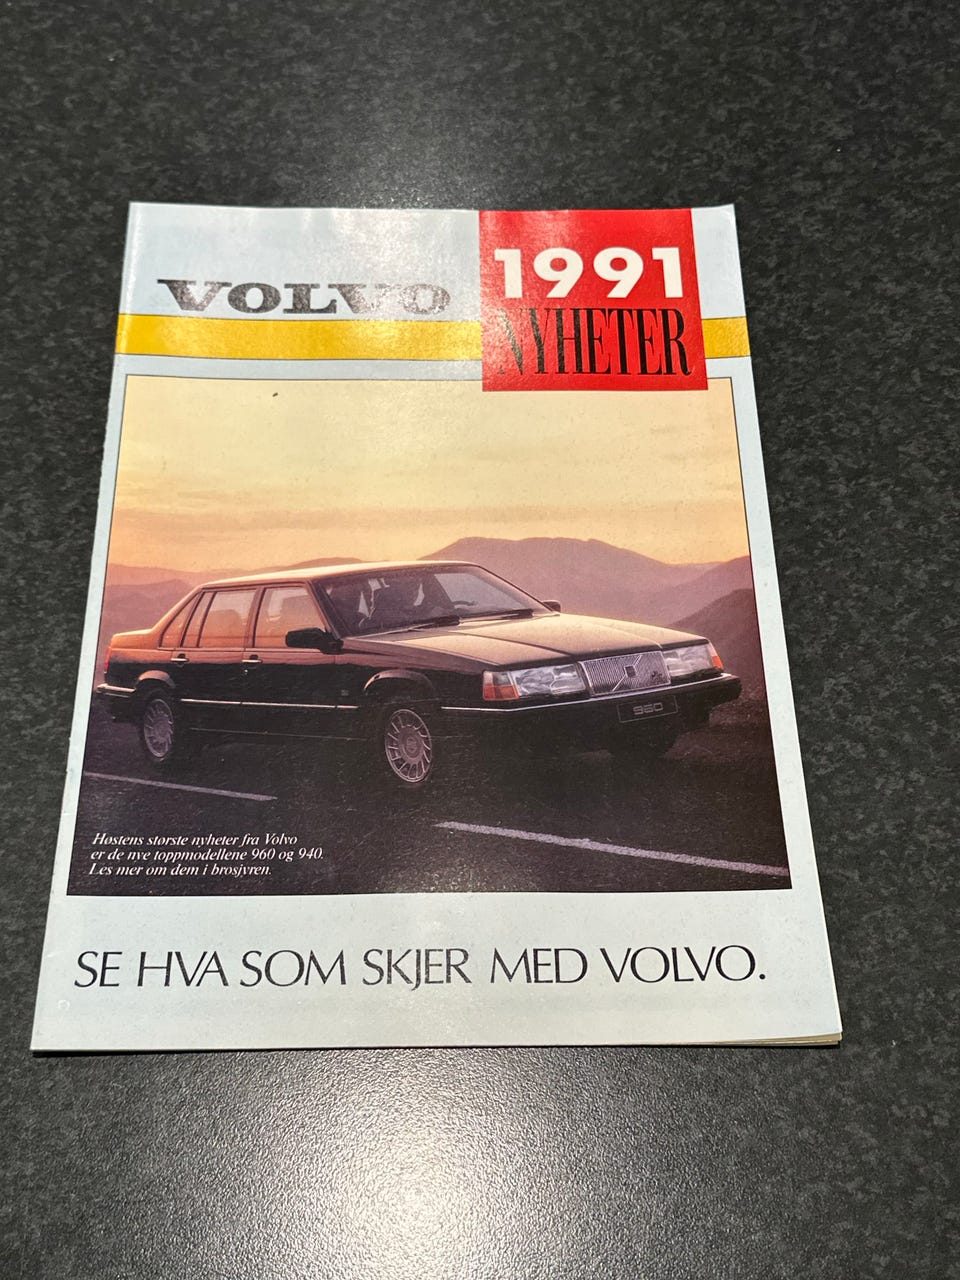 VOLVO
1991
NYHETER
960
Høstens største nyheter fra Volvo
er de nye toppmodellene 960 og 940.
Les mer om dem i brosjyren.
SE HVA SOM SKJER MED VOLVO.